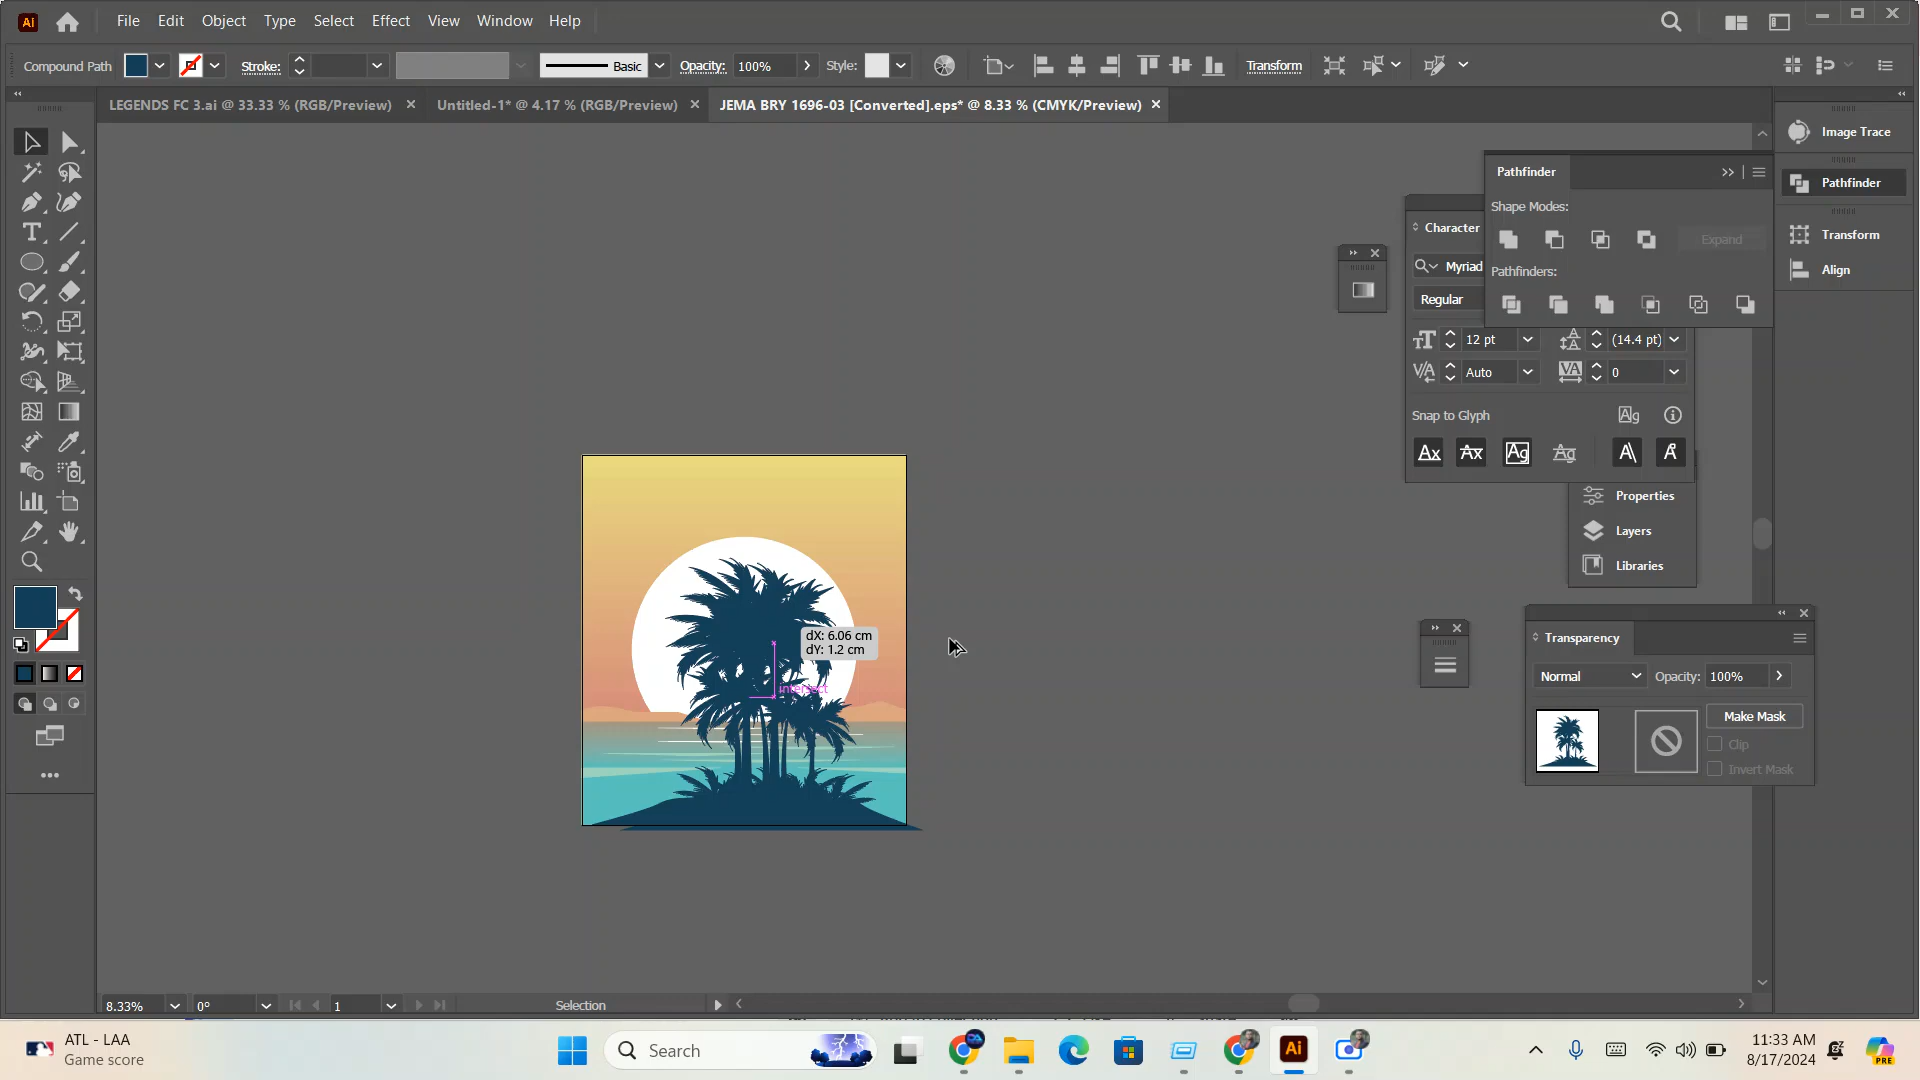 Ai File Edit Object Type Select Effect View Window Help
Compound Path Stroke: Basic Opacity: 100% Style: Transform
LEGENDS FC 3.ai @ 33.33 % (RGB/Preview) × Untitled-1* @ 4.17 % (RGB/Preview) × JEMA BRY 1696-03 [Converted].eps* @ 8.33 % (CMYK/Preview) ×
Image Trace
Pathfinder
Transform
Align
Pathfinder
Shape Modes:
Expand
Pathfinders:
Character
Myriad
Regular
12 pt (14.4 pt)
Auto 0
Snap to Glyph
Properties
Layers
Libraries
dX: 6.06 cm
dY: 1.2 cm
intersect
Transparency
Normal Opacity: 100%
Make Mask
Clip
Invert Mask
8.33% 0° 1 Selection
ATL - LAA
Game score
Search
Ai
11:33 AM
8/17/2024
PRE